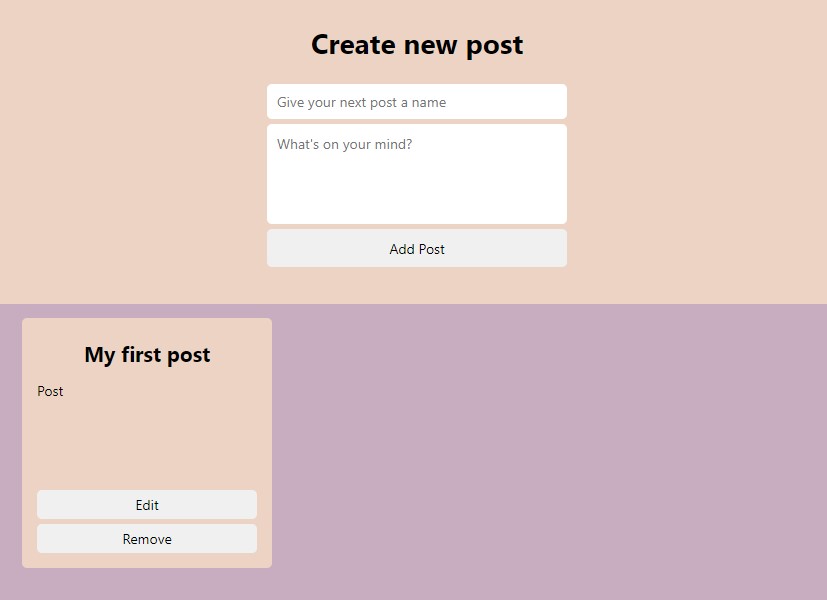 Create new post
Give your next post a name
What's on your mind?
Add Post
My first post
Post
Edit
Remove